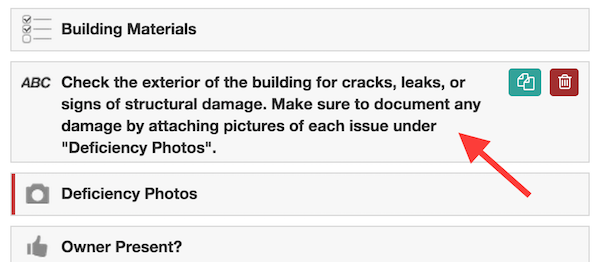 Building Materials
ABC Check the exterior of the building for cracks, leaks, or
signs of structural damage. Make sure to document any
damage by attaching pictures of each issue under
"Deficiency Photos".
Deficiency Photos
Owner Present?